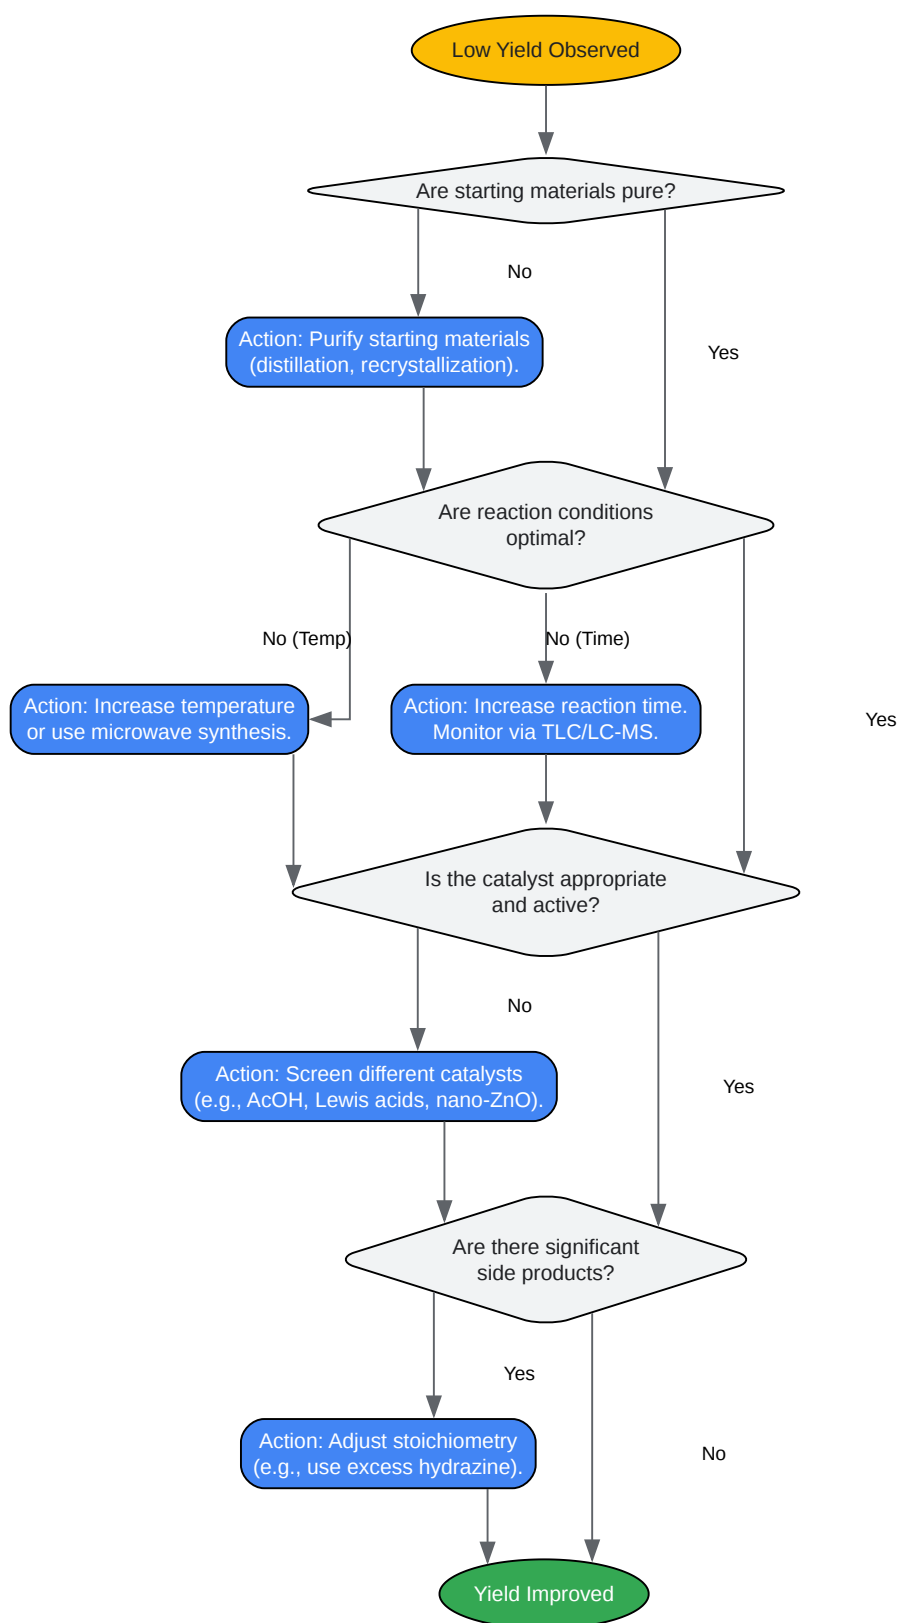 Low Yield Observed
Are starting materials pure?
No
Action: Purify starting materials
(distillation, recrystallization).
Yes
Are reaction conditions
optimal?
No (Temp)
No (Time)
Action: Increase temperature
or use microwave synthesis.
Action: Increase reaction time.
Monitor via TLC/LC-MS.
Yes
Is the catalyst appropriate
and active?
No
Action: Screen different catalysts
(e.g., AcOH, Lewis acids, nano-ZnO).
Yes
Are there significant
side products?
Yes
Action: Adjust stoichiometry
(e.g., use excess hydrazine).
No
Yield Improved